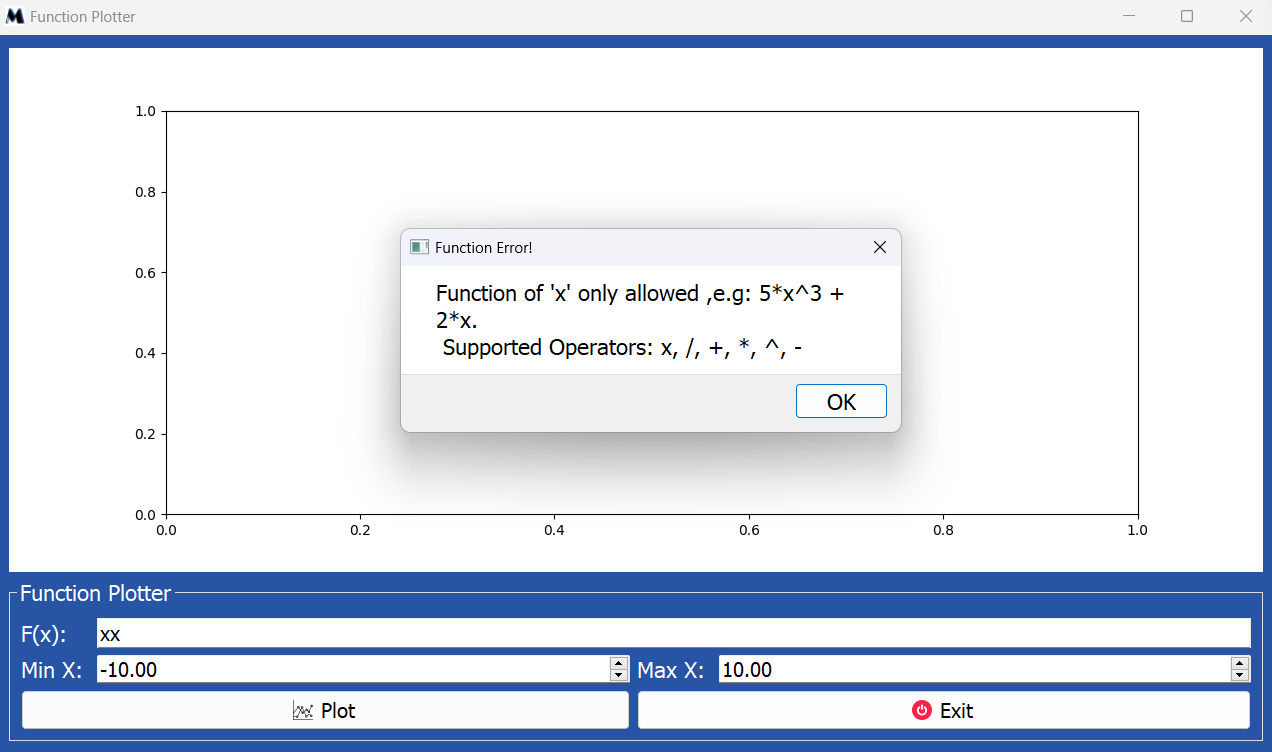 Function Plotter
1.0
0.8
0.6
0.4
0.2
0.0
0.0 0.2 0.4 0.6 0.8 1.0
Function Error!
Function of 'x' only allowed ,e.g: 5*x^3 +
2*x.
Supported Operators: x, /, +, *, ^, -
OK
Function Plotter
F(x): xx
Min X: -10.00 Max X: 10.00
Plot Exit